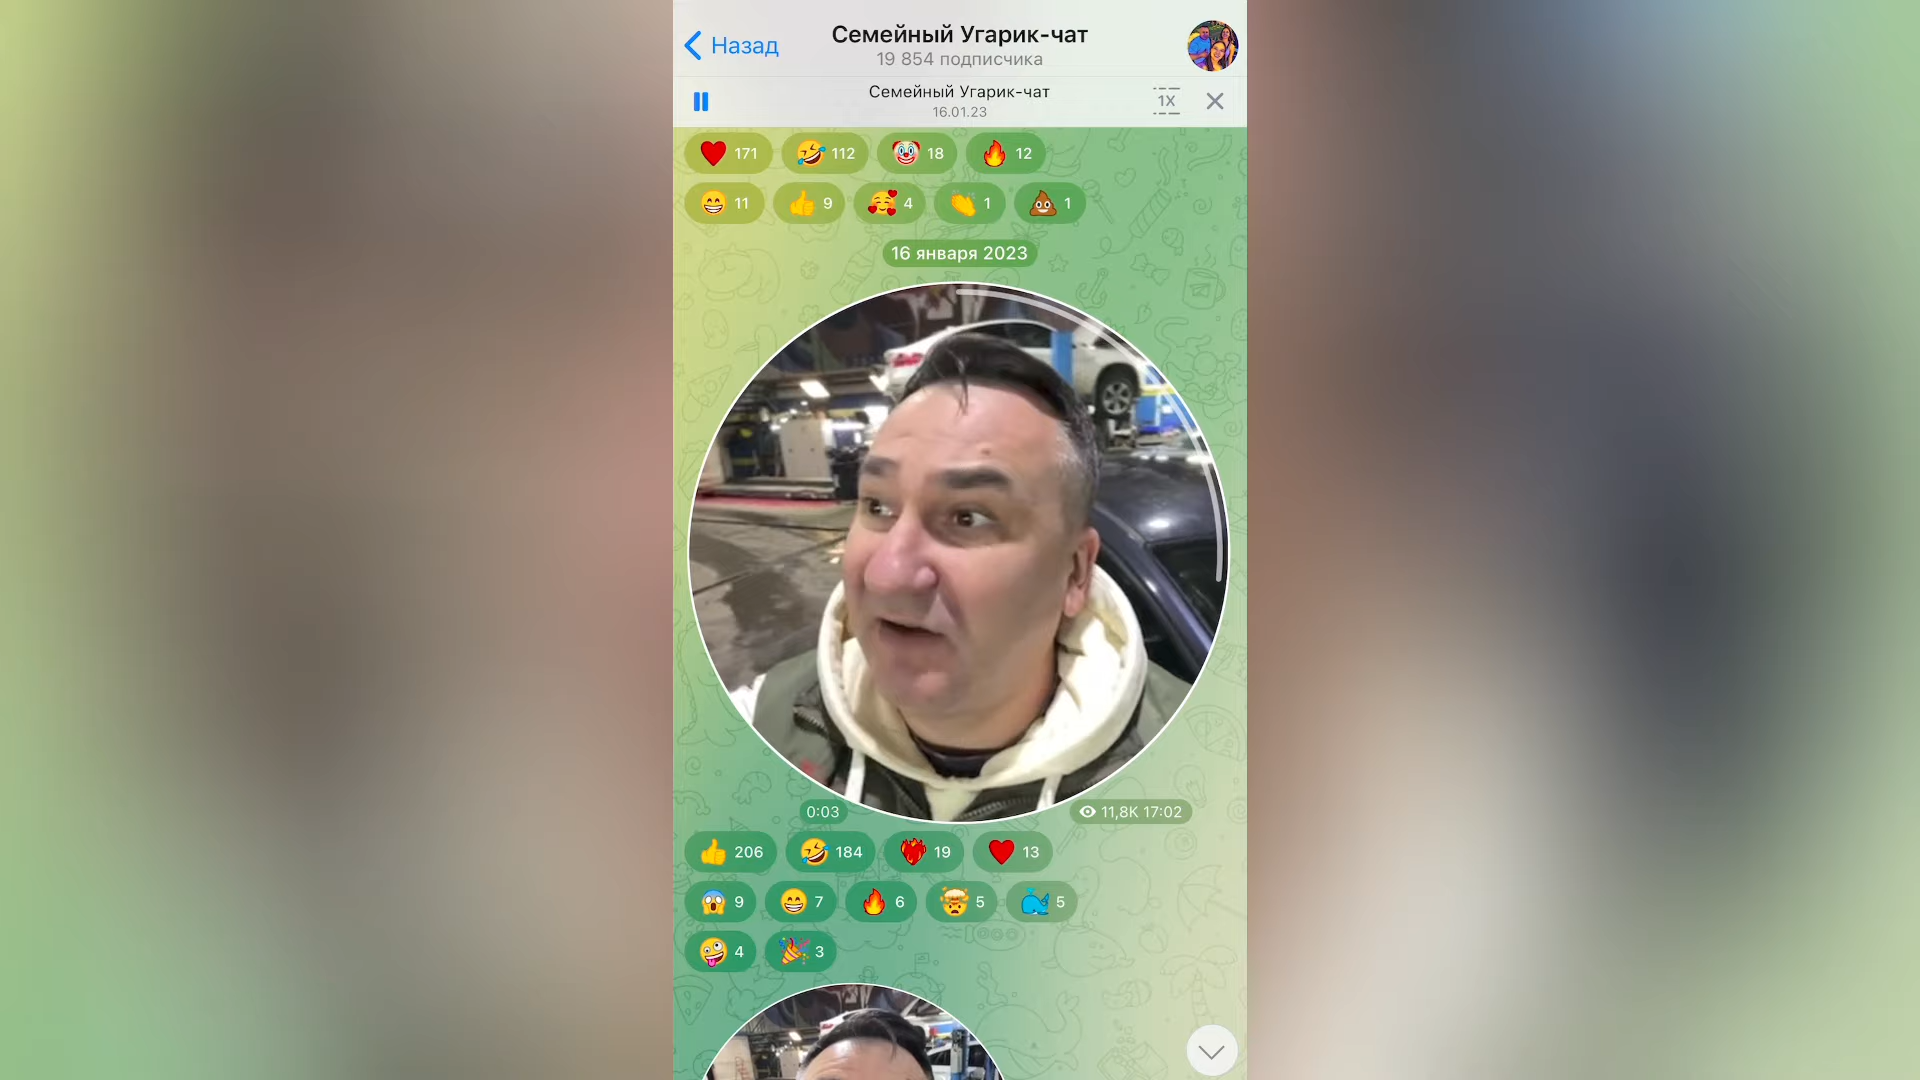 Назад
Семейный Угарик-чат
19 854 подписчика
Семейный Угарик-чат
16.01.23
1X
171 112 18 12
11 9 4 1 1
16 января 2023
0:03
11,8K 17:02
206 184 19 13
9 7 6 5 5
4 3